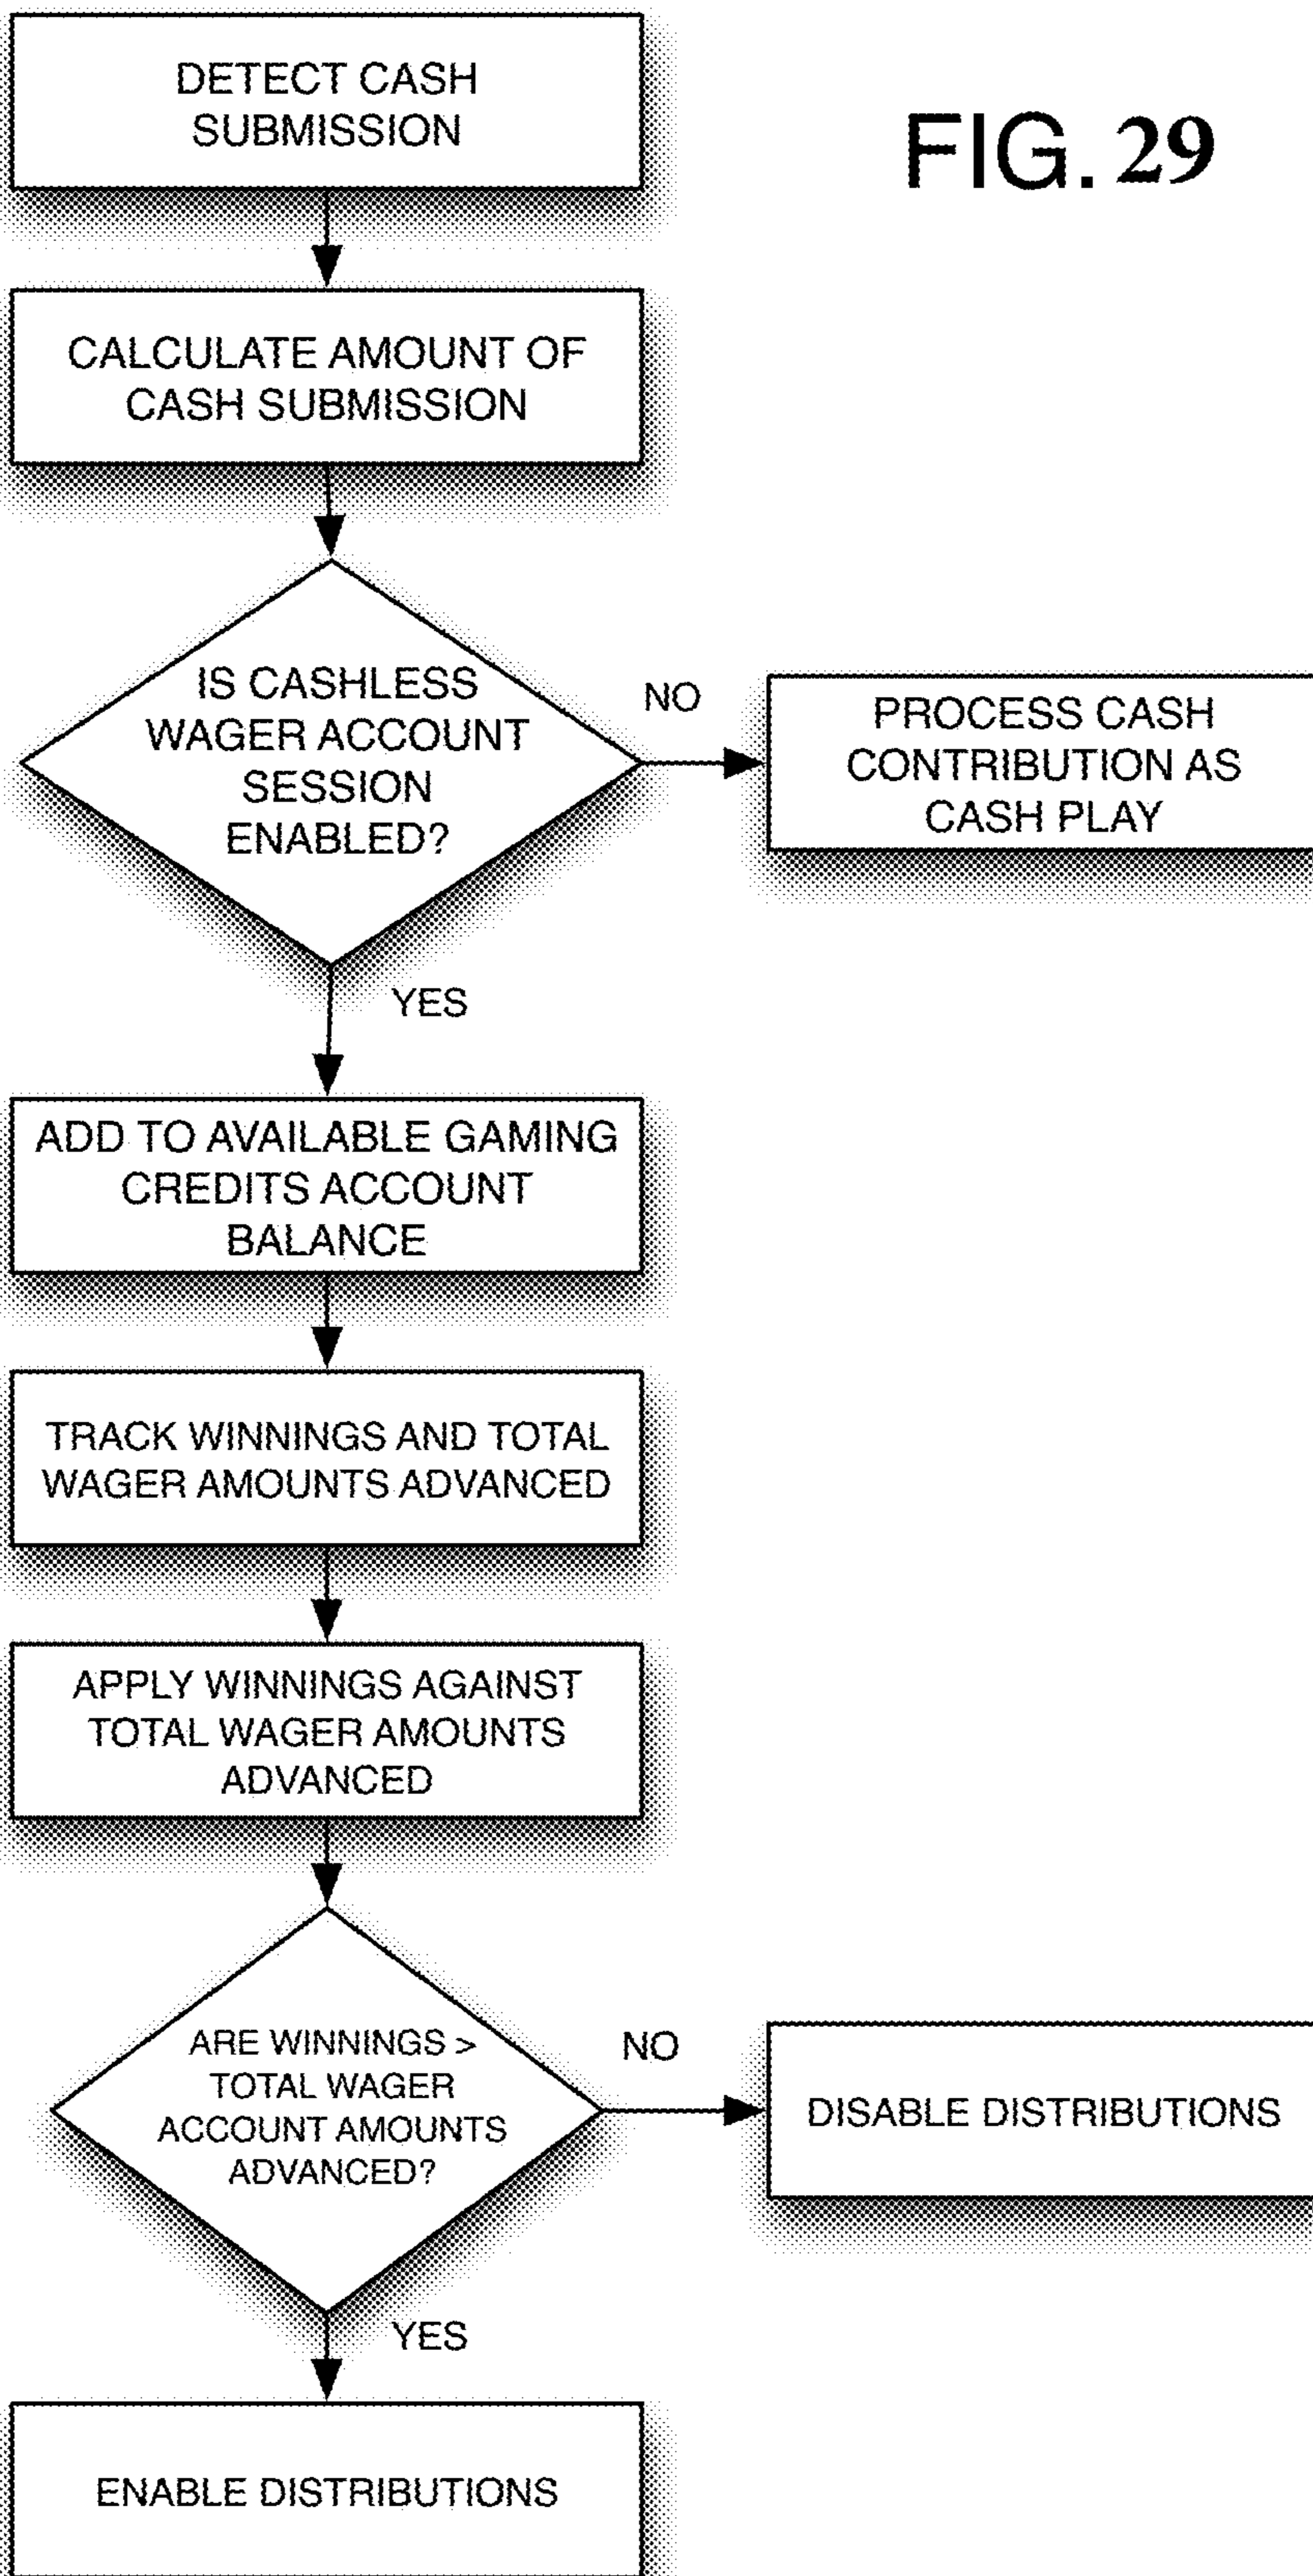 DETECT CASH
SUBMISSION
FIG. 29
CALCULATE AMOUNT OF
CASH SUBMISSION
IS CASHLESS
WAGER ACCOUNT
SESSION
ENABLED?
NO
PROCESS CASH
CONTRIBUTION AS
CASH PLAY
YES
ADD TO AVAILABLE GAMING
CREDITS ACCOUNT
BALANCE
TRACK WINNINGS AND TOTAL
WAGER AMOUNTS ADVANCED
APPLY WINNINGS AGAINST
TOTAL WAGER AMOUNTS
ADVANCED
ARE WINNINGS >
TOTAL WAGER
ACCOUNT AMOUNTS
ADVANCED?
NO
DISABLE DISTRIBUTIONS
YES
ENABLE DISTRIBUTIONS